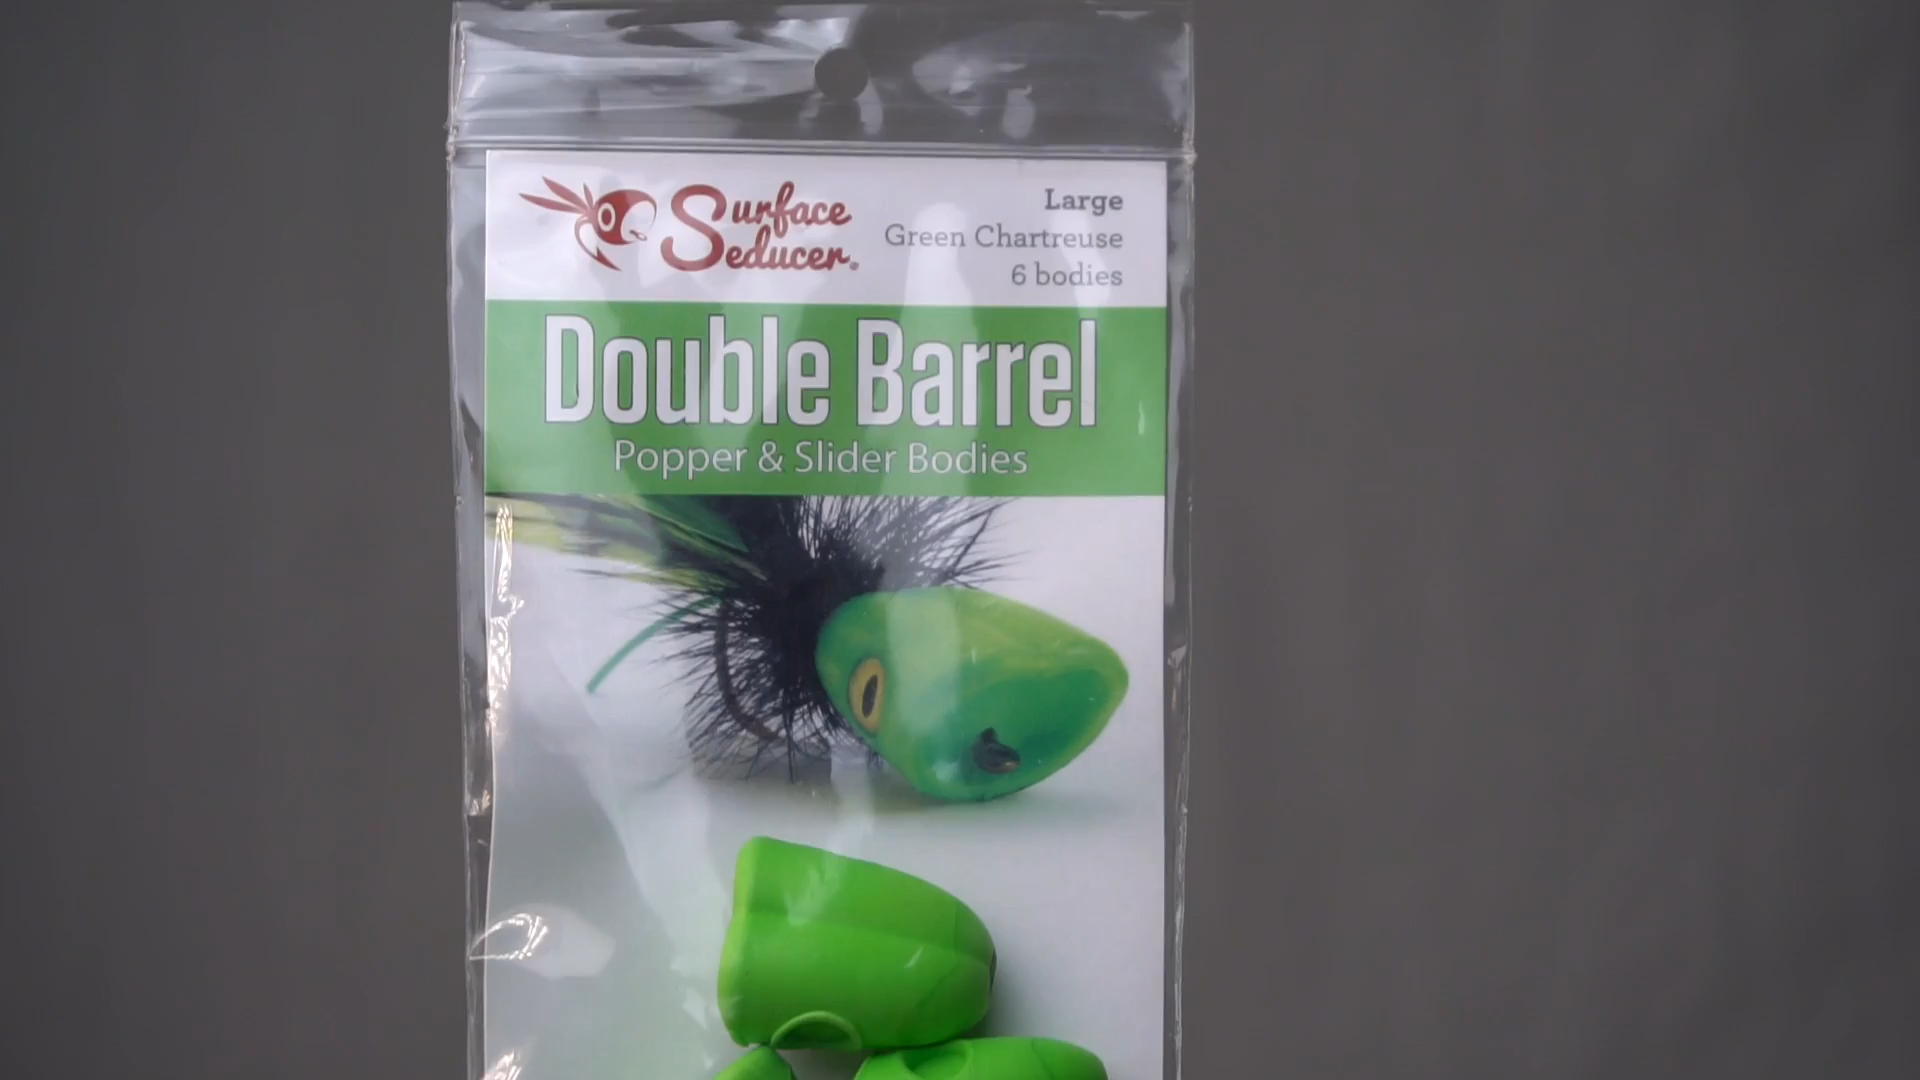 Surface
Seducer®
Large
Green Chartreuse
6 bodies
Double Barrel
Popper & Slider Bodies